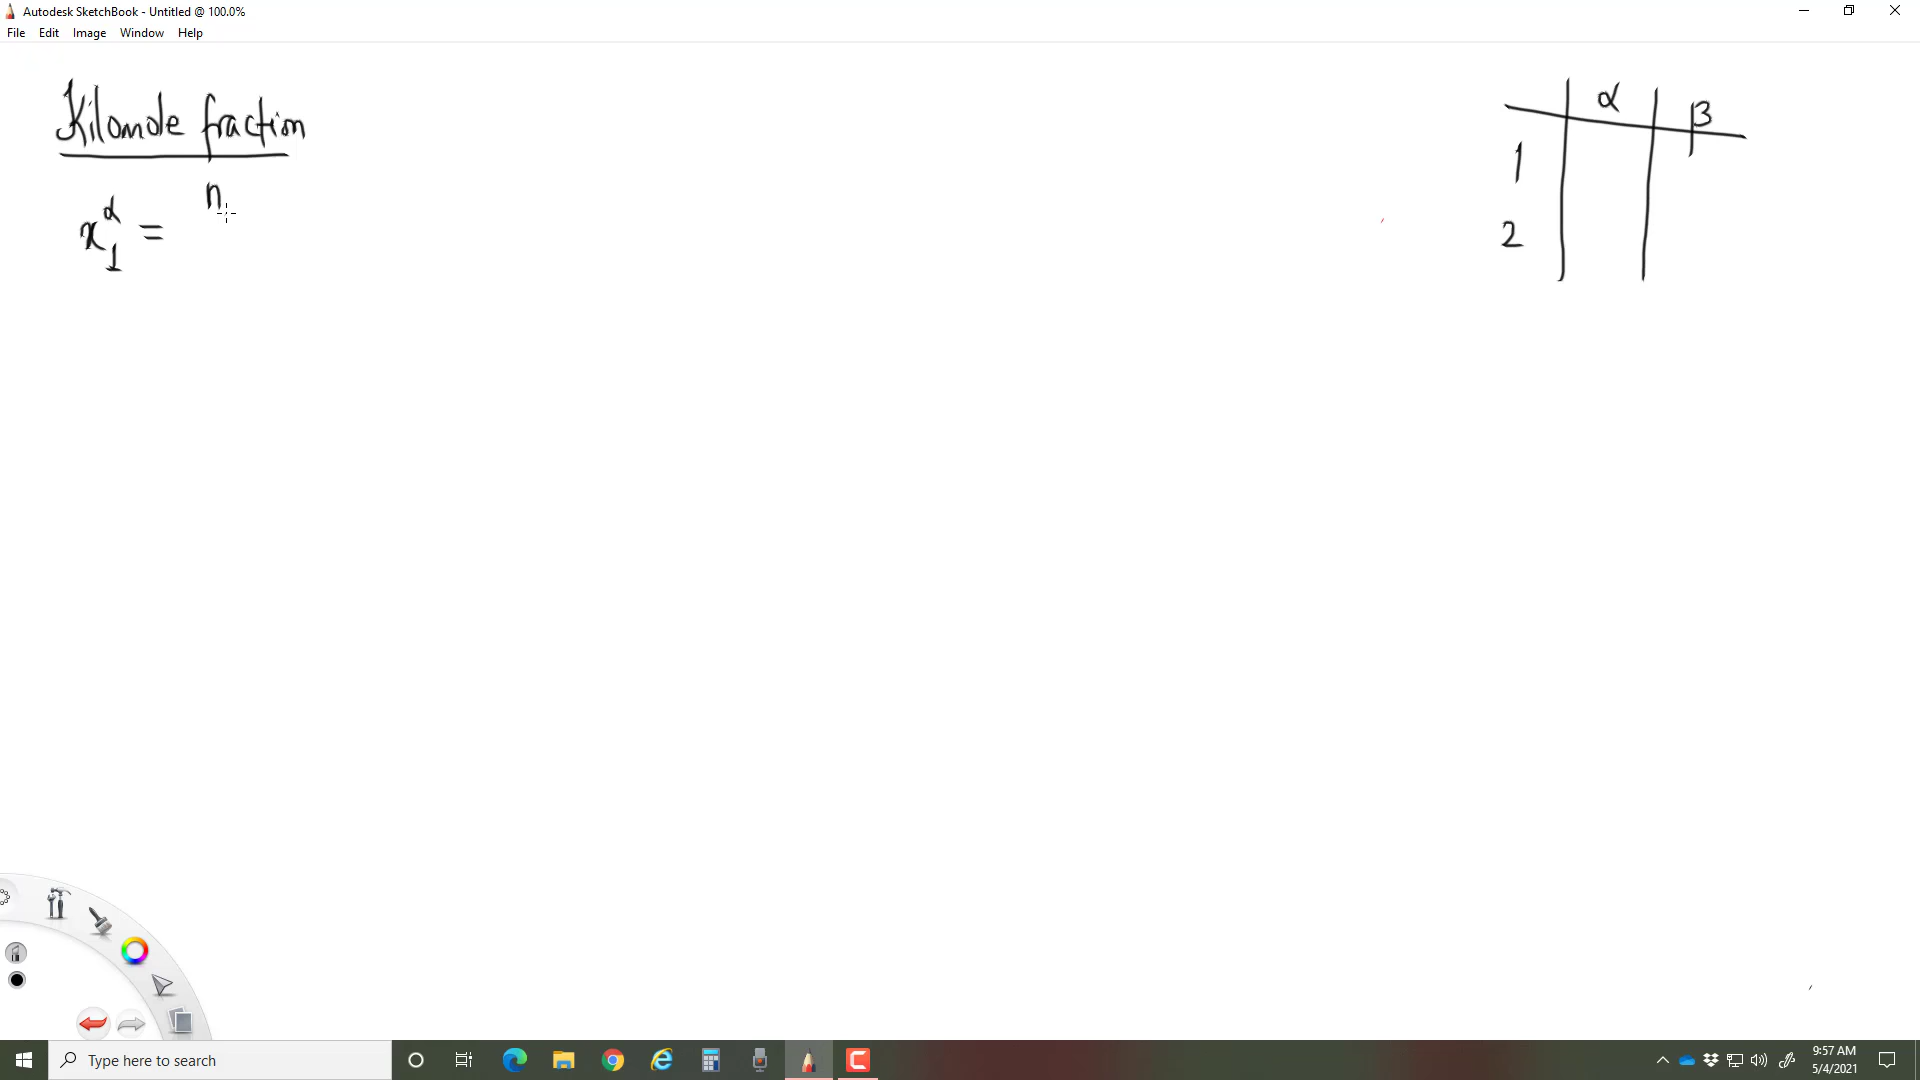 Autodesk SketchBook - Untitled @ 100.0%
File Edit Image Window Help
Kilomole fraction
x₁^α = n
α β
1
2
Type here to search
9:57 AM
5/4/2021